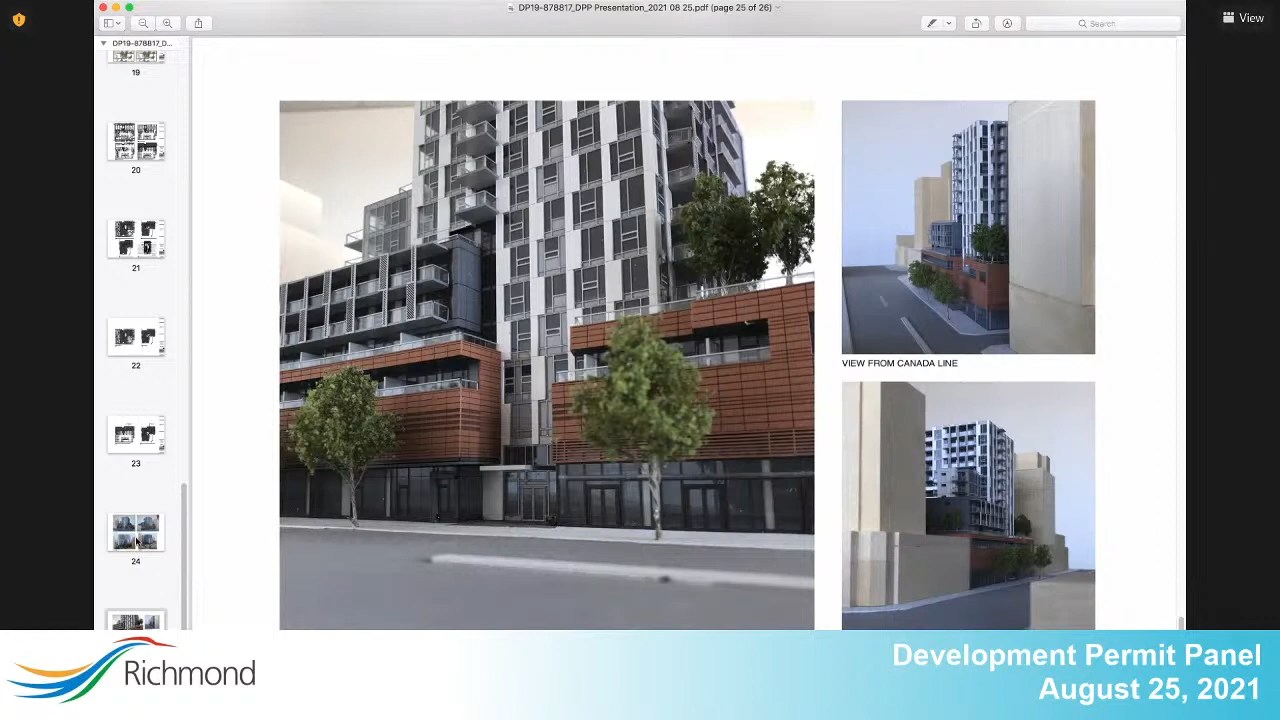 DP19-878817_DPP Presentation_2021 08 25.pdf (page 25 of 26)
View
Search
DP19-878817_D...
19
20
21
22
23
24
VIEW FROM CANADA LINE
Richmond
Development Permit Panel
August 25, 2021